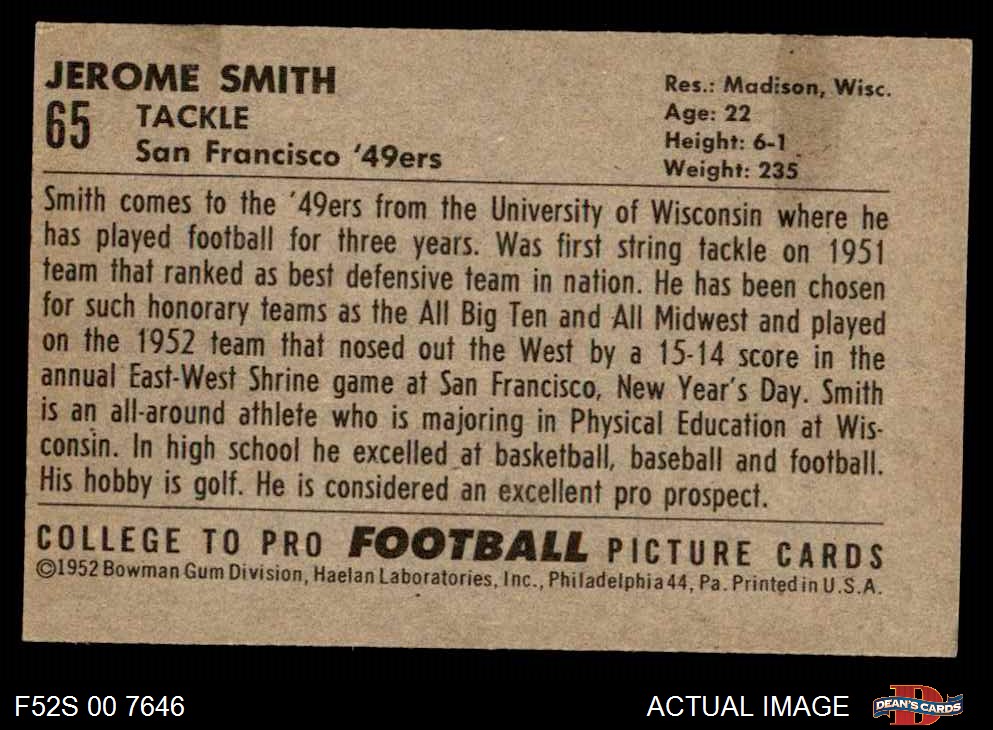 JEROME SMITH
65 TACKLE
San Francisco '49ers
Res.: Madison, Wisc.
Age: 22
Height: 6-1
Weight: 235
Smith comes to the '49ers from the University of Wisconsin where he
has played football for three years. Was first string tackle on 1951
team that ranked as best defensive team in nation. He has been chosen
for such honorary teams as the All Big Ten and All Midwest and played
on the 1952 team that nosed out the West by a 15-14 score in the
annual East-West Shrine game at San Francisco, New Year's Day. Smith
is an all-around athlete who is majoring in Physical Education at Wis-
consin. In high school he excelled at basketball, baseball and football.
His hobby is golf. He is considered an excellent pro prospect.
COLLEGE TO PRO FOOTBALL PICTURE CARDS
©1952 Bowman Gum Division, Haelan Laboratories, Inc., Philadelphia 44, Pa. Printed in U.S.A.
F52S 00 7646
ACTUAL IMAGE
D
DEAN'S CARDS